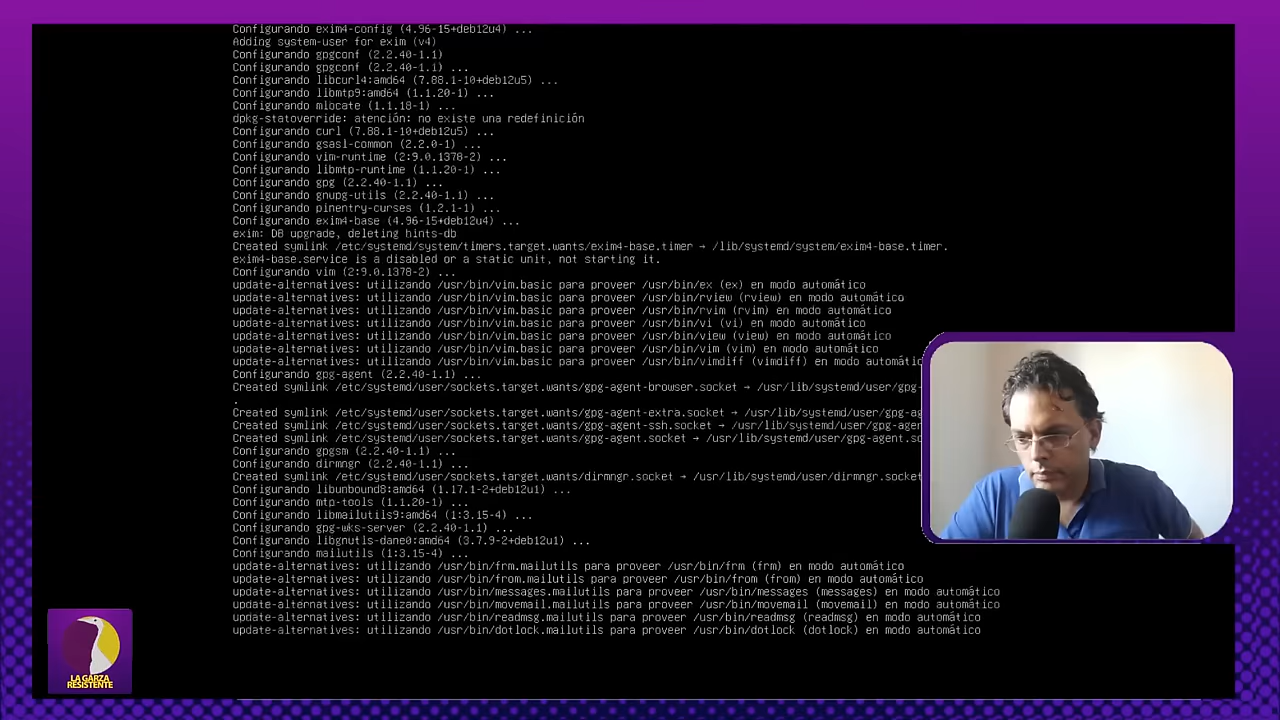 Configurando exim4-config (4.96-15+deb12u4) ...
Adding system-user for exim (v4)
Configurando gpgconf (2.2.40-1.1)
Configurando gpgconf (2.2.40-1.1) ...
Configurando libcurl4:amd64 (7.88.1-10+deb12u5) ...
Configurando libmtp9:amd64 (1.1.20-1) ...
Configurando mlocate (1.1.18-1) ...
dpkg-statoverride: atención: no existe una redefinición
Configurando curl (7.88.1-10+deb12u5) ...
Configurando gsasl-common (2.2.0-1) ...
Configurando vim-runtime (2:9.0.1378-2) ...
Configurando libmtp-runtime (1.1.20-1) ...
Configurando gpg (2.2.40-1.1) ...
Configurando gnupg-utils (2.2.40-1.1) ...
Configurando pinentry-curses (1.2.1-1) ...
Configurando exim4-base (4.96-15+deb12u4) ...
exim: DB upgrade, deleting hints-db
Created symlink /etc/systemd/system/timers.target.wants/exim4-base.timer → /lib/systemd/system/exim4-base.timer.
exim4-base.service is a disabled or a static unit, not starting it.
Configurando vim (2:9.0.1378-2) ...
update-alternatives: utilizando /usr/bin/vim.basic para proveer /usr/bin/ex (ex) en modo automático
update-alternatives: utilizando /usr/bin/vim.basic para proveer /usr/bin/rview (rview) en modo automático
update-alternatives: utilizando /usr/bin/vim.basic para proveer /usr/bin/rvim (rvim) en modo automático
update-alternatives: utilizando /usr/bin/vim.basic para proveer /usr/bin/vi (vi) en modo automático
update-alternatives: utilizando /usr/bin/vim.basic para proveer /usr/bin/view (view) en modo automático
update-alternatives: utilizando /usr/bin/vim.basic para proveer /usr/bin/vim (vim) en modo automático
update-alternatives: utilizando /usr/bin/vim.basic para proveer /usr/bin/vimdiff (vimdiff) en modo automátic
Configurando gpg-agent (2.2.40-1.1) ...
Created symlink /etc/systemd/user/sockets.target.wants/gpg-agent-browser.socket → /usr/lib/systemd/user/gpg-
.
Created symlink /etc/systemd/user/sockets.target.wants/gpg-agent-extra.socket → /usr/lib/systemd/user/gpg-ag
Created symlink /etc/systemd/user/sockets.target.wants/gpg-agent-ssh.socket → /usr/lib/systemd/user/gpg-agen
Created symlink /etc/systemd/user/sockets.target.wants/gpg-agent.socket → /usr/lib/systemd/user/gpg-agent.so
Configurando gpgsm (2.2.40-1.1) ...
Configurando dirmngr (2.2.40-1.1) ...
Created symlink /etc/systemd/user/sockets.target.wants/dirmngr.socket → /usr/lib/systemd/user/dirmngr.socket
Configurando libunbound8:amd64 (1.17.1-2+deb12u1) ...
Configurando mtp-tools (1.1.20-1) ...
Configurando libmailutils9:amd64 (1:3.15-4) ...
Configurando gpg-wks-server (2.2.40-1.1) ...
Configurando libgnutls-dane0:amd64 (3.7.9-2+deb12u1) ...
Configurando mailutils (1:3.15-4) ...
update-alternatives: utilizando /usr/bin/frm.mailutils para proveer /usr/bin/frm (frm) en modo automático
update-alternatives: utilizando /usr/bin/from.mailutils para proveer /usr/bin/from (from) en modo automático
update-alternatives: utilizando /usr/bin/messages.mailutils para proveer /usr/bin/messages (messages) en modo automático
update-alternatives: utilizando /usr/bin/movemail.mailutils para proveer /usr/bin/movemail (movemail) en modo automático
update-alternatives: utilizando /usr/bin/readmsg.mailutils para proveer /usr/bin/readmsg (readmsg) en modo automático
update-alternatives: utilizando /usr/bin/dotlock.mailutils para proveer /usr/bin/dotlock (dotlock) en modo automático
LA GARZA
RESISTENTE